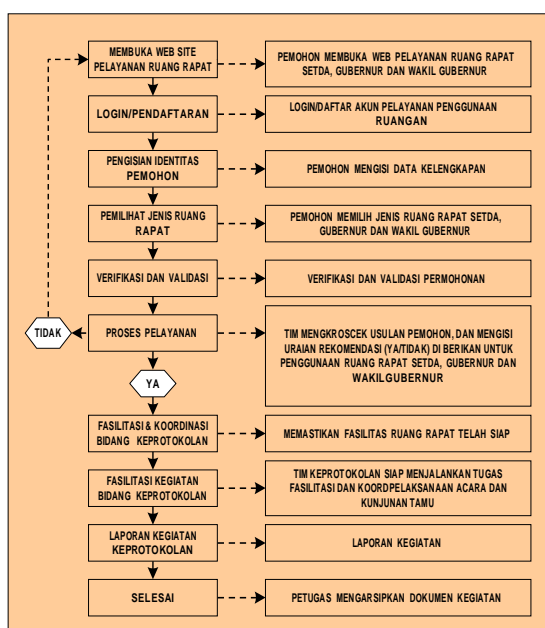 MEMBUKA WEB SITE
PELAYANAN RUANG RAPAT
PEMOHON MEMBUKA WEB PELAYANAN RUANG RAPAT
SETDA, GUBERNUR DAN WAKIL GUBERNUR
LOGIN/PENDAFTARAN
LOGIN/DAFTAR AKUN PELAYANAN PENGGUNAAN
RUANGAN
PENGISIAN IDENTITAS
PEMOHON
PEMOHON MENGISI DATA KELENGKAPAN
PEMILIHAT JENIS RUANG
RAPAT
PEMOHON MEMILIH JENIS RUANG RAPAT SETDA,
GUBERNUR DAN WAKIL GUBERNUR
VERIFIKASI DAN VALIDASI
VERIFIKASI DAN VALIDASI PERMOHONAN
TIDAK
PROSES PELAYANAN
TIM MENGKROSCEK USULAN PEMOHON, DAN MENGISI
URAIAN REKOMENDASI (YA/TIDAK) DI BERIKAN UNTUK
PENGGUNAAN RUANG RAPAT SETDA, GUBERNUR DAN
WAKILGUBERNUR
YA
FASILITASI & KOORDINASI
BIDANG KEPROTOKOLAN
MEMASTIKAN FASILITAS RUANG RAPAT TELAH SIAP
FASILITASI KEGIATAN
BIDANG KEPROTOKOLAN
TIM KEPROTOKOLAN SIAP MENJALANKAN TUGAS
FASILITASI DAN KOORDPELAKSANAAN ACARA DAN
KUNJUNAN TAMU
LAPORAN KEGIATAN
KEPROTOKOLAN
LAPORAN KEGIATAN
SELESAI
PETUGAS MENGARSIPKAN DOKUMEN KEGIATAN